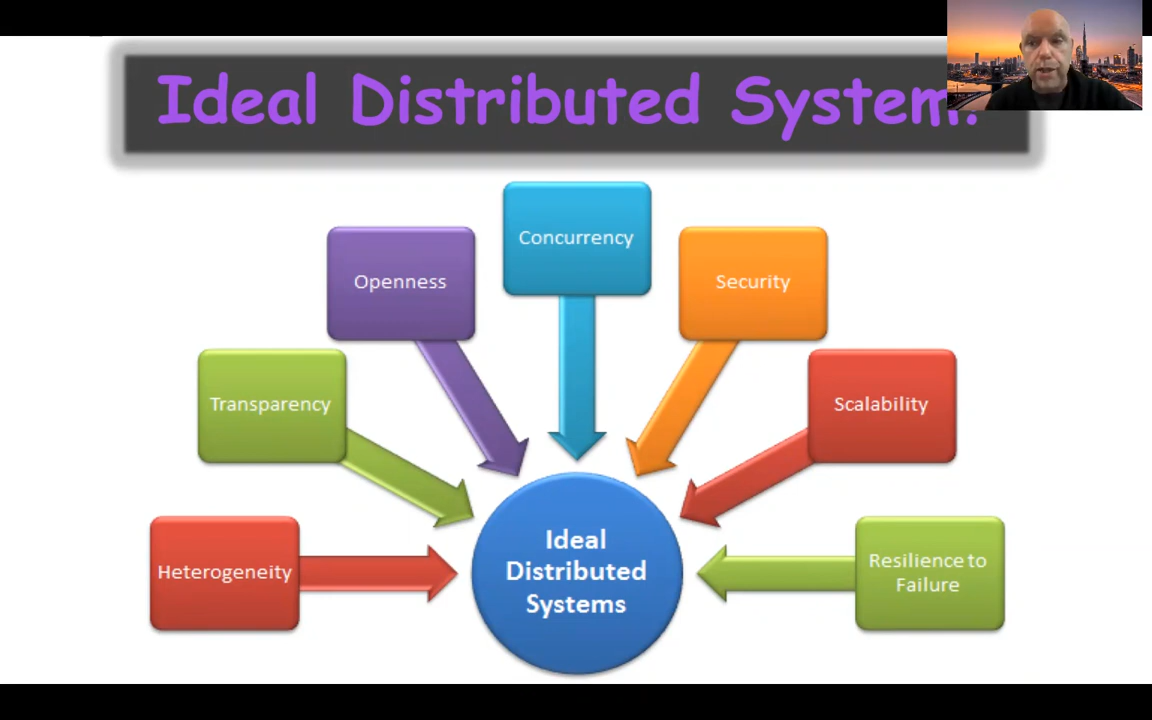 Ideal Distributed System.
Concurrency
Openness
Security
Transparency
Scalability
Heterogeneity
Ideal
Distributed
Systems
Resilience to
Failure